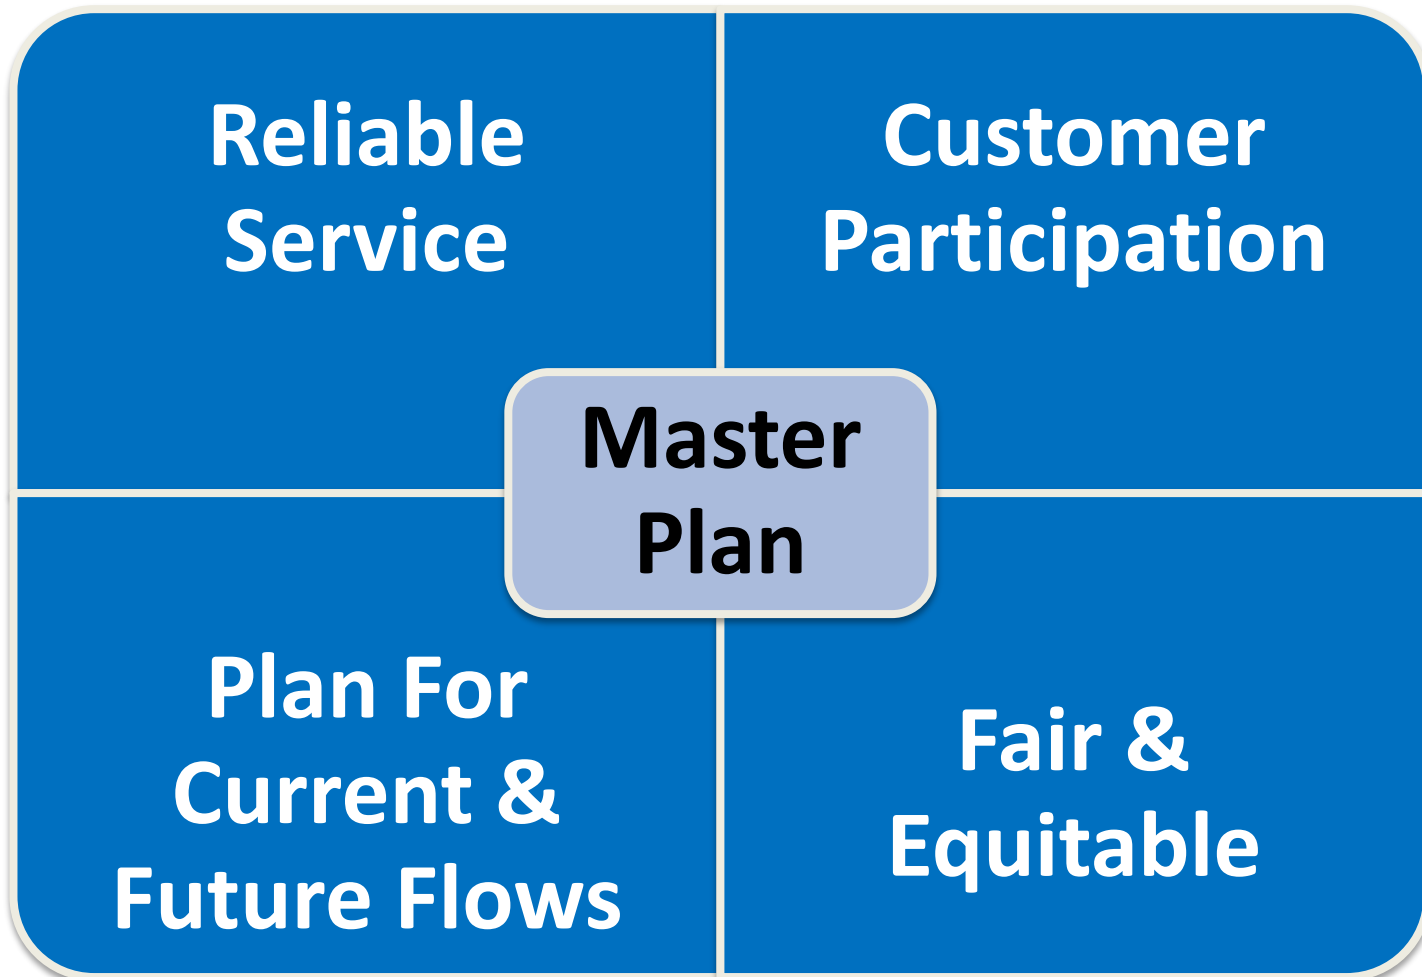 Reliable
Service
Customer
Participation
Master
Plan
Plan For
Current &
Future Flows
Fair &
Equitable